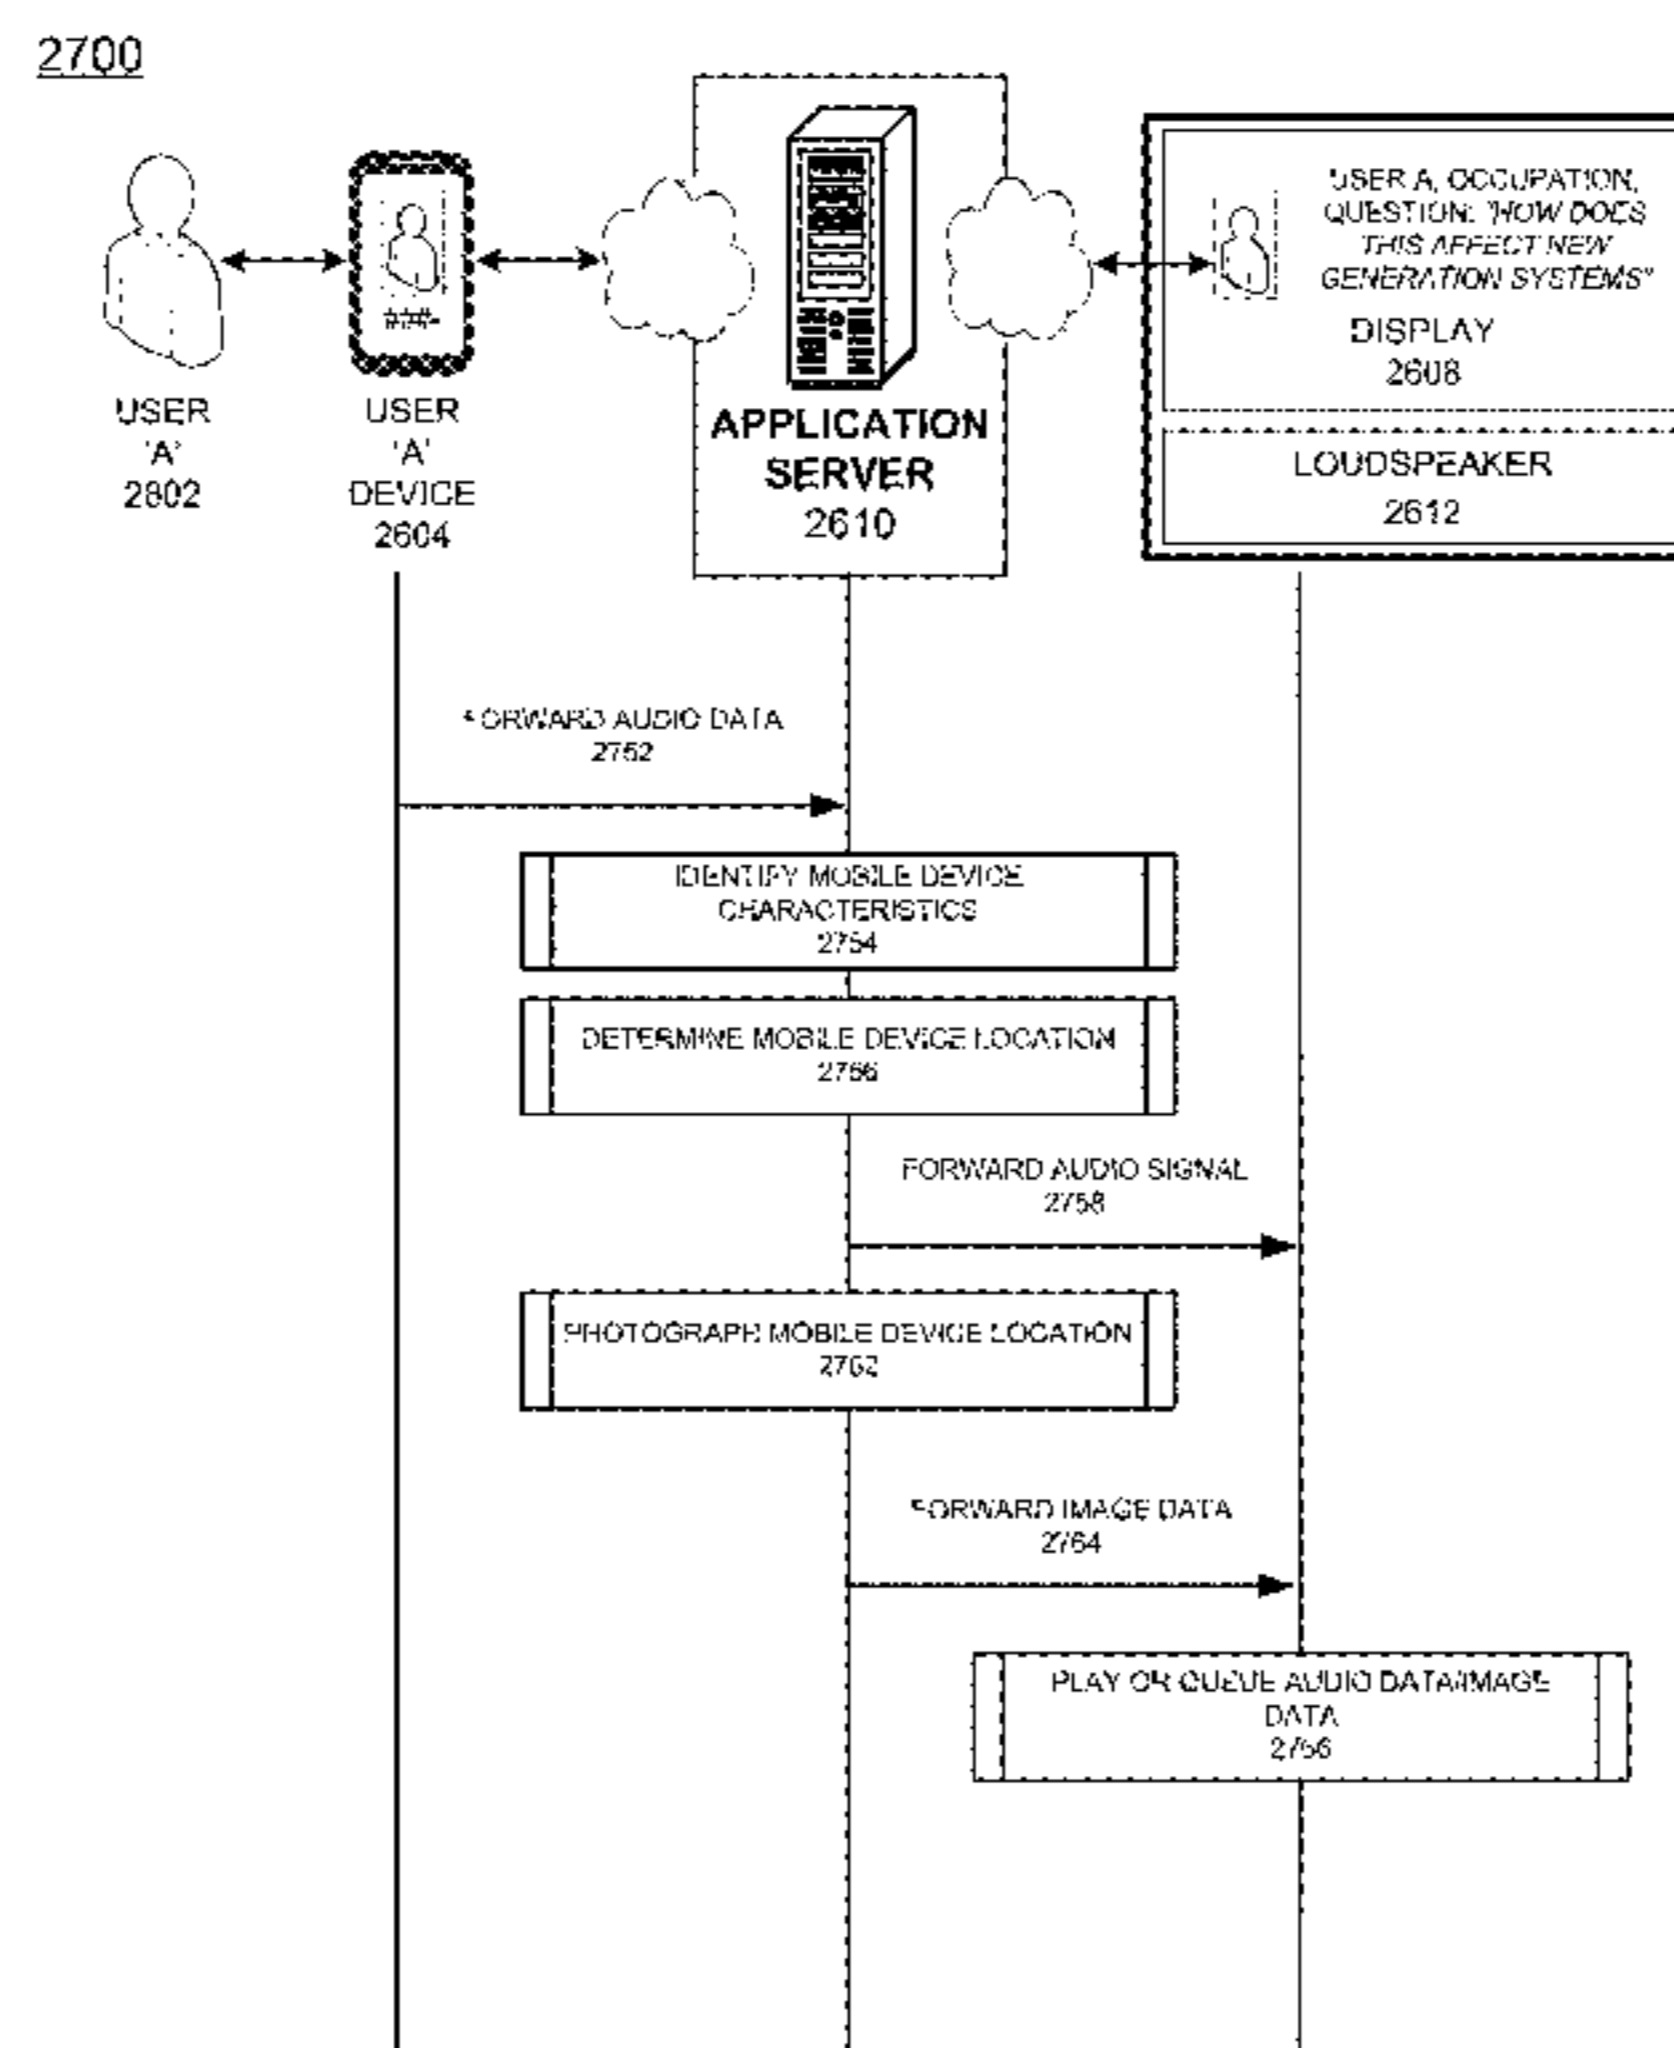 2700
USER A, OCCUPATION,
QUESTION: "HOW DOES
THIS AFFECT NEW
GENERATION SYSTEMS"
DISPLAY
2608
LOUDSPEAKER
2612
USER
'A'
2602
USER
'A'
DEVICE
2604
APPLICATION
SERVER
2610
FORWARD AUDIO DATA
2752
IDENTIFY MOBILE DEVICE
CHARACTERISTICS
2754
DETERMINE MOBILE DEVICE LOCATION
2756
FORWARD AUDIO SIGNAL
2758
PHOTOGRAPH MOBILE DEVICE LOCATION
2762
FORWARD IMAGE DATA
2764
PLAY OR QUEUE AUDIO DATA/IMAGE
DATA